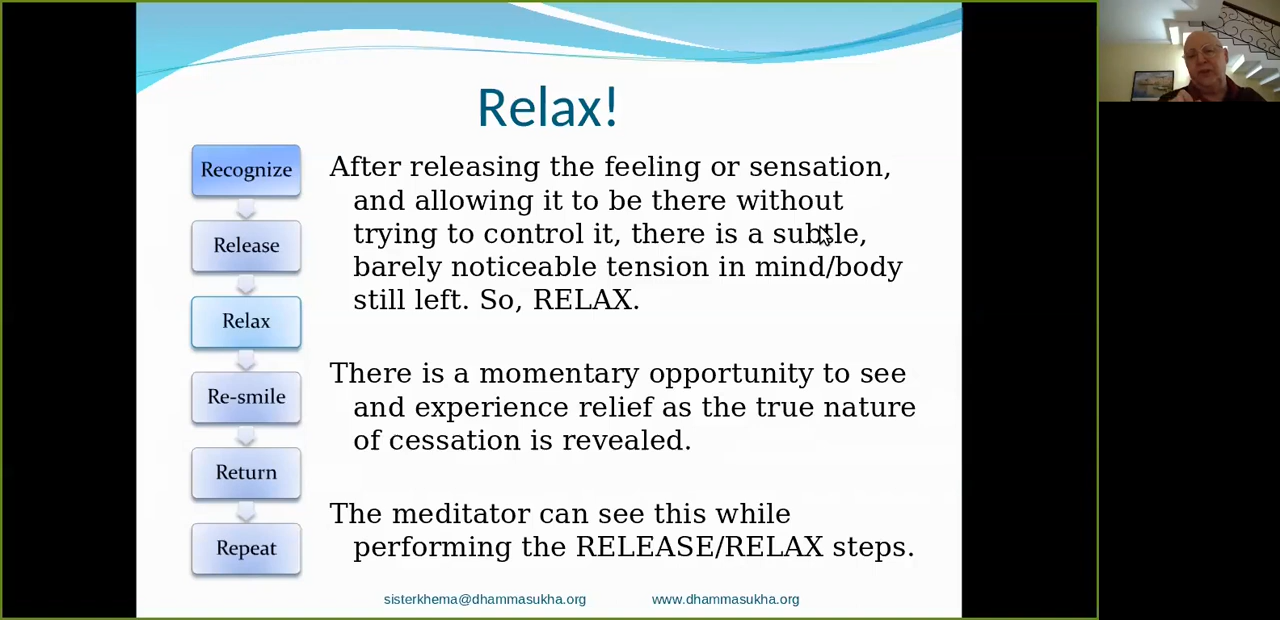 Relax!
Recognize
Release
Relax
Re-smile
Return
Repeat
After releasing the feeling or sensation,
and allowing it to be there without
trying to control it, there is a subtle,
barely noticeable tension in mind/body
still left. So, RELAX.
There is a momentary opportunity to see
and experience relief as the true nature
of cessation is revealed.
The meditator can see this while
performing the RELEASE/RELAX steps.
sisterkhema@dhammasukha.org www.dhammasukha.org